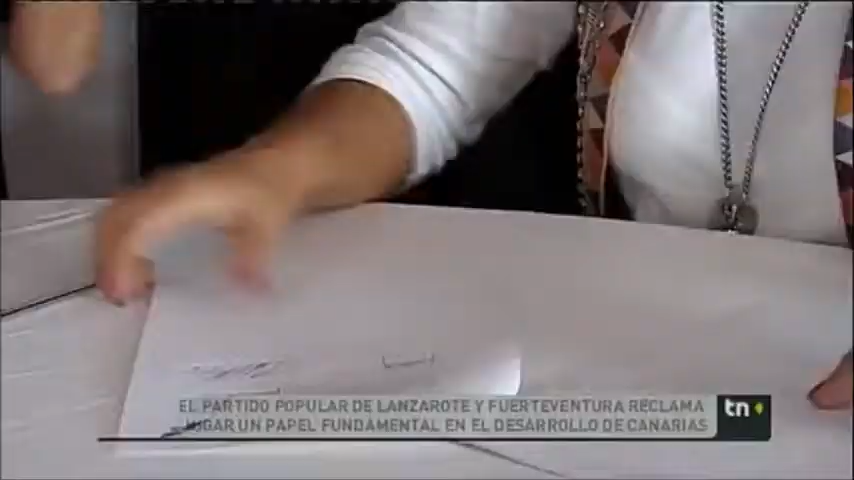 EL PARTIDO POPULAR DE LANZAROTE Y FUERTEVENTURA RECLAMA
JUGAR UN PAPEL FUNDAMENTAL EN EL DESARROLLO DE CANARIAS
tn